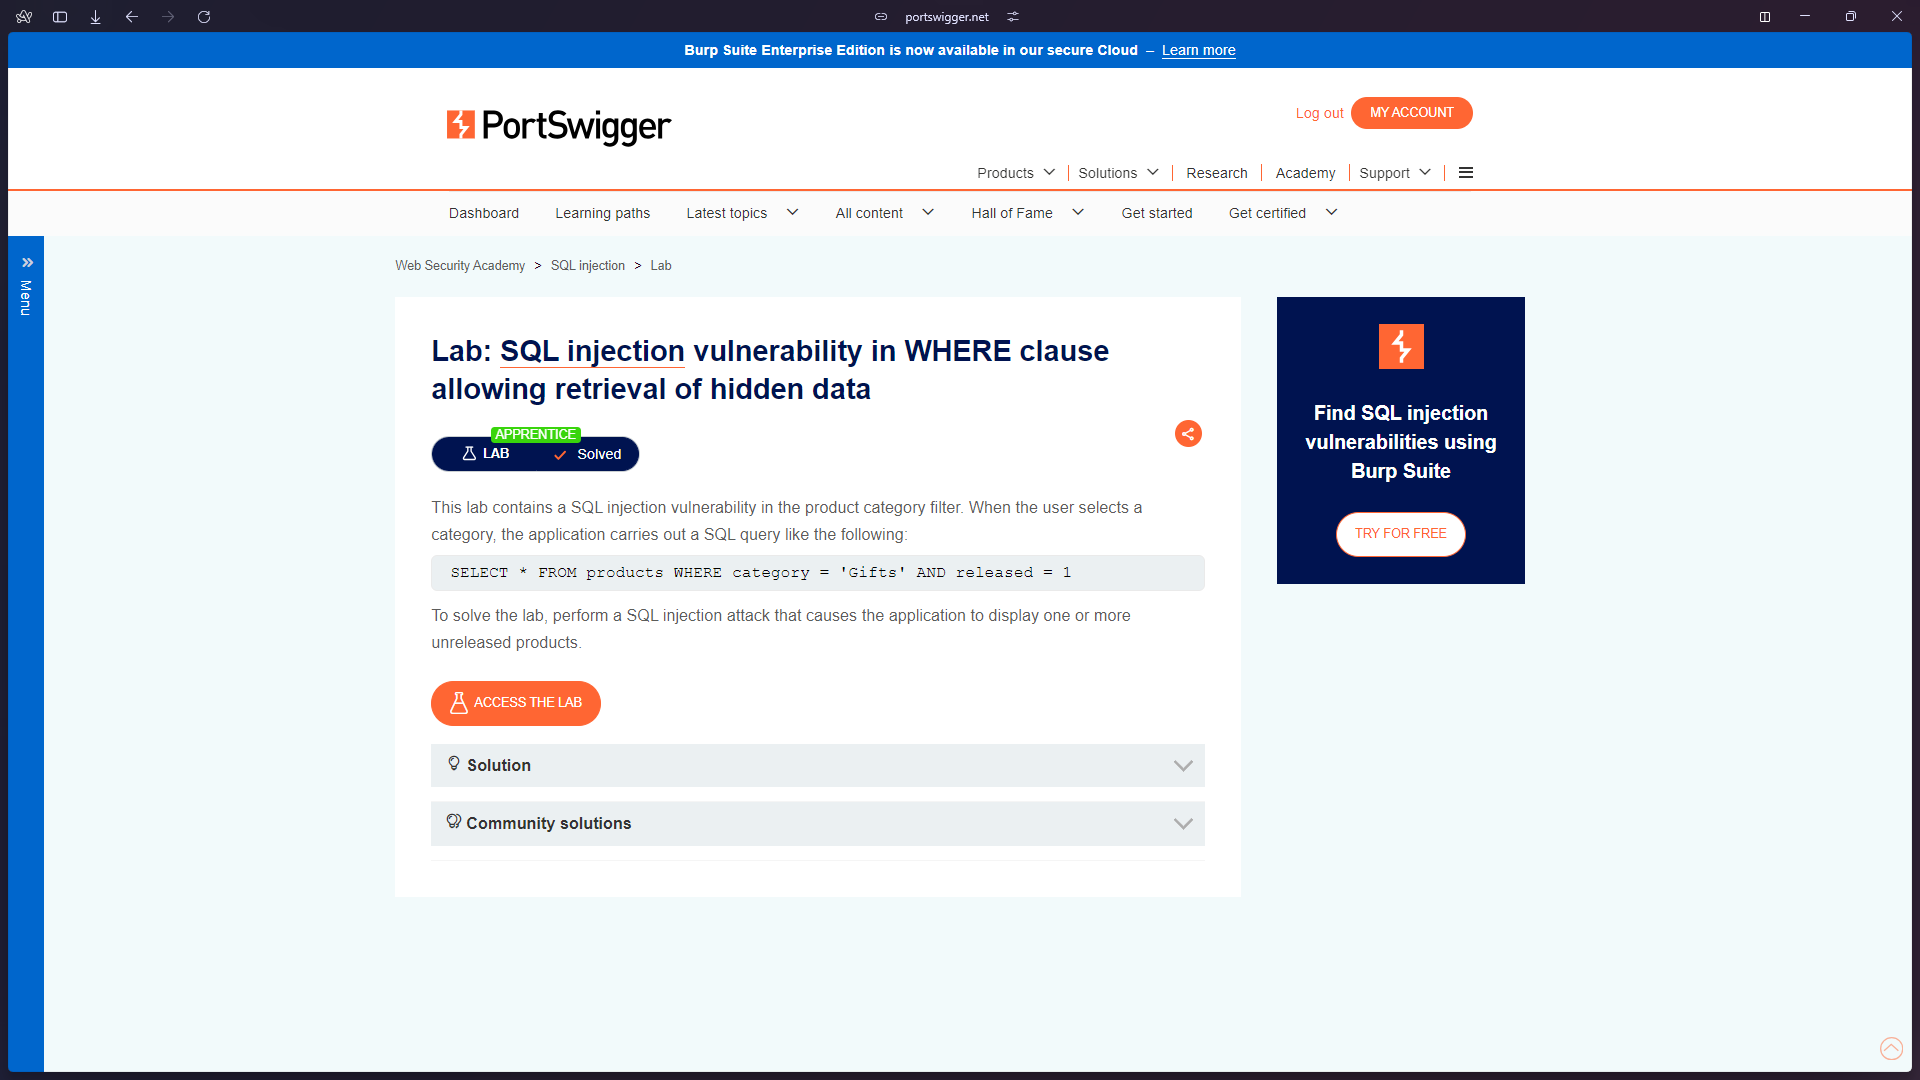 portswigger.net
Burp Suite Enterprise Edition is now available in our secure Cloud – Learn more
PortSwigger
Log out MY ACCOUNT
Products Solutions Research Academy Support
Dashboard Learning paths Latest topics All content Hall of Fame Get started Get certified
Menu
Web Security Academy > SQL injection > Lab
Lab: SQL injection vulnerability in WHERE clause
allowing retrieval of hidden data
APPRENTICE
LAB Solved
This lab contains a SQL injection vulnerability in the product category filter. When the user selects a
category, the application carries out a SQL query like the following:
SELECT * FROM products WHERE category = 'Gifts' AND released = 1
To solve the lab, perform a SQL injection attack that causes the application to display one or more
unreleased products.
ACCESS THE LAB
Solution
Community solutions
Find SQL injection
vulnerabilities using
Burp Suite
TRY FOR FREE